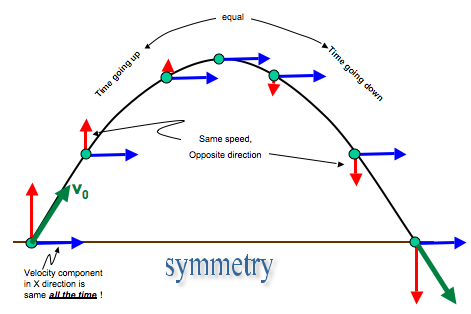 equal
Time going up
Time going down
Same speed,
Opposite direction
v0
symmetry
Velocity component
in X direction is
same all the time !